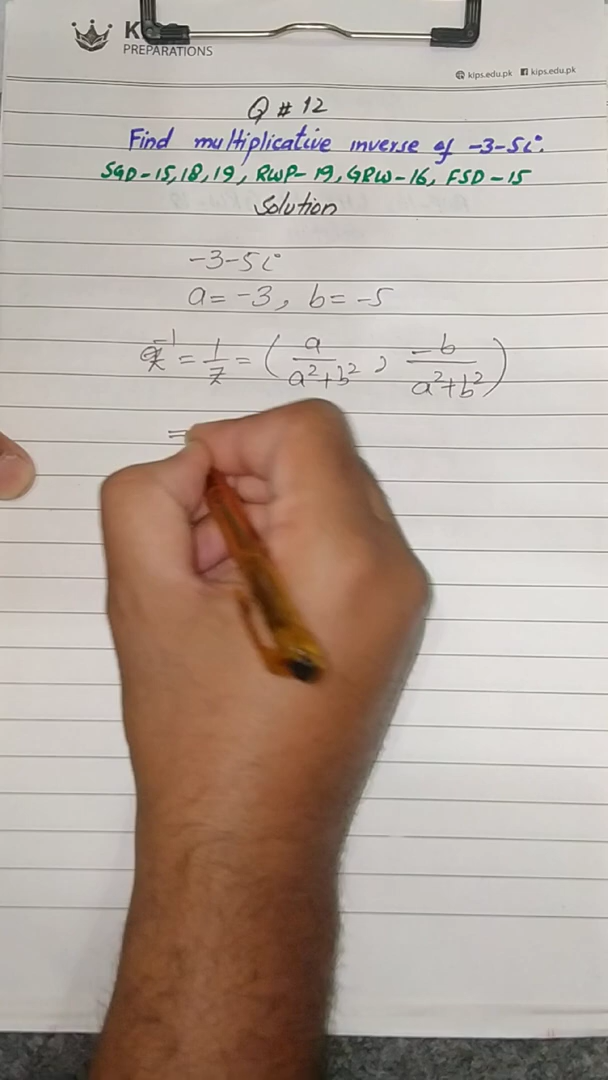 PREPARATIONS
kips.edu.pk kips.edu.pk
Q # 12
Find multiplicative inverse of -3-5i.
SGD-15,18,19, RWP-19, GRW-16, FSD-15
Solution
-3-5i
a = -3, b = -5
z⁻¹ = 1/z = (a/(a²+b²), -b/(a²+b²))
=